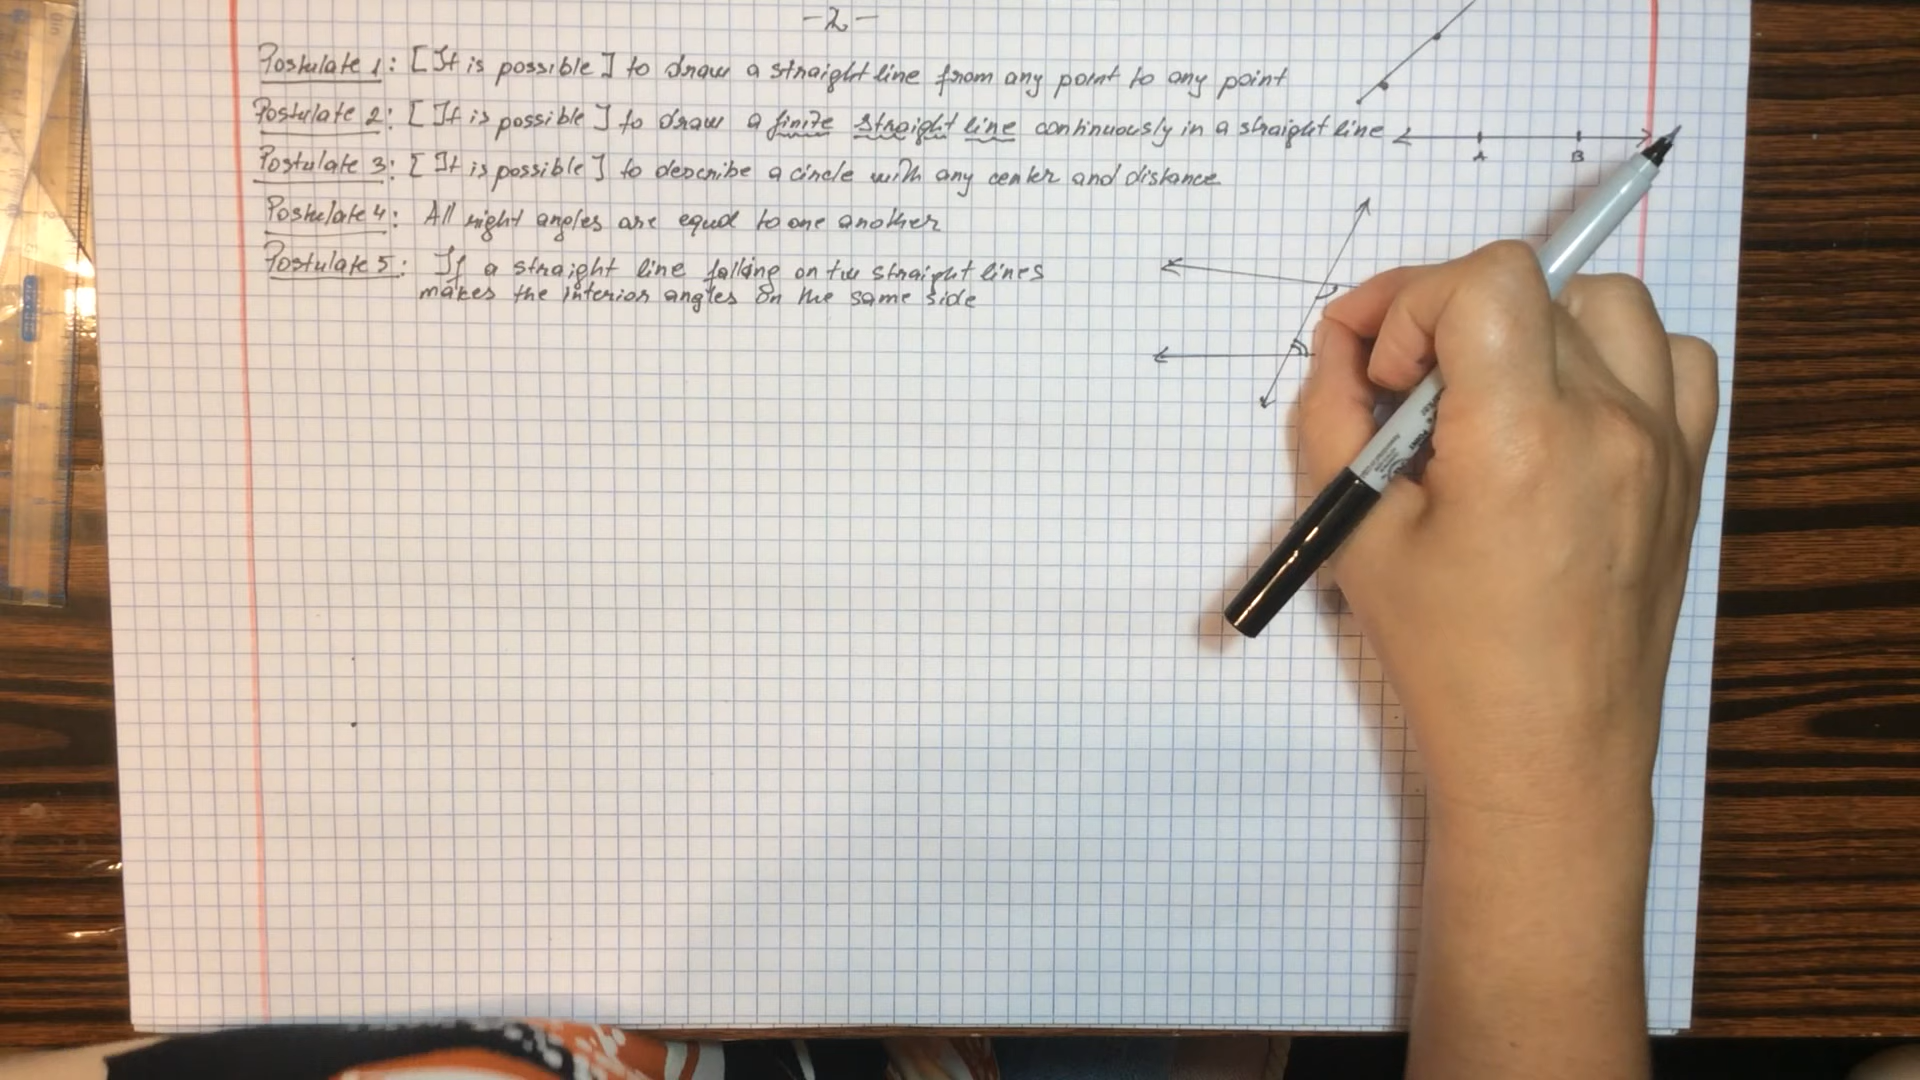 -2-
Postulate 1: [It is possible] to draw a straight line from any point to any point
Postulate 2: [It is possible] to draw a finite straight line continuously in a straight line
A B
Postulate 3: [It is possible] to describe a circle with any center and distance
Postulate 4: All right angles are equal to one another
Postulate 5: If a straight line falling on two straight lines
makes the interior angles on the same side